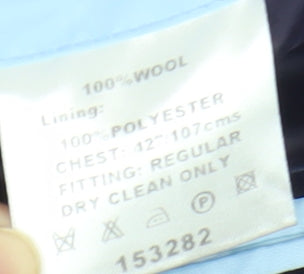 100%WOOL
Lining:
100%POLYESTER
CHEST: 42":107cms
FITTING: REGULAR
DRY CLEAN ONLY
P
153282